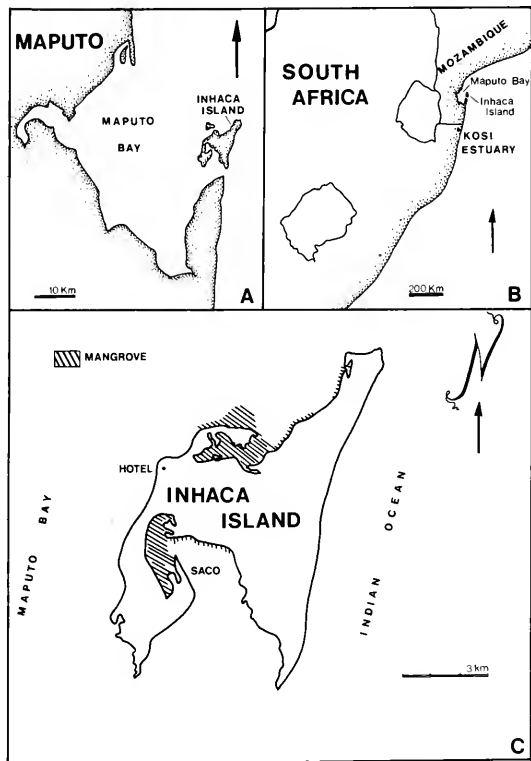 MAPUTO
INHACA
ISLAND
MAPUTO
BAY
10 Km
A
MOZAMBIQUE
SOUTH
AFRICA
Maputo Bay
Inhaca
Island
KOSI
ESTUARY
200 Km
B
MANGROVE
N
HOTEL
INHACA
ISLAND
SACO
MAPUTO BAY
INDIAN OCEAN
3 km
C